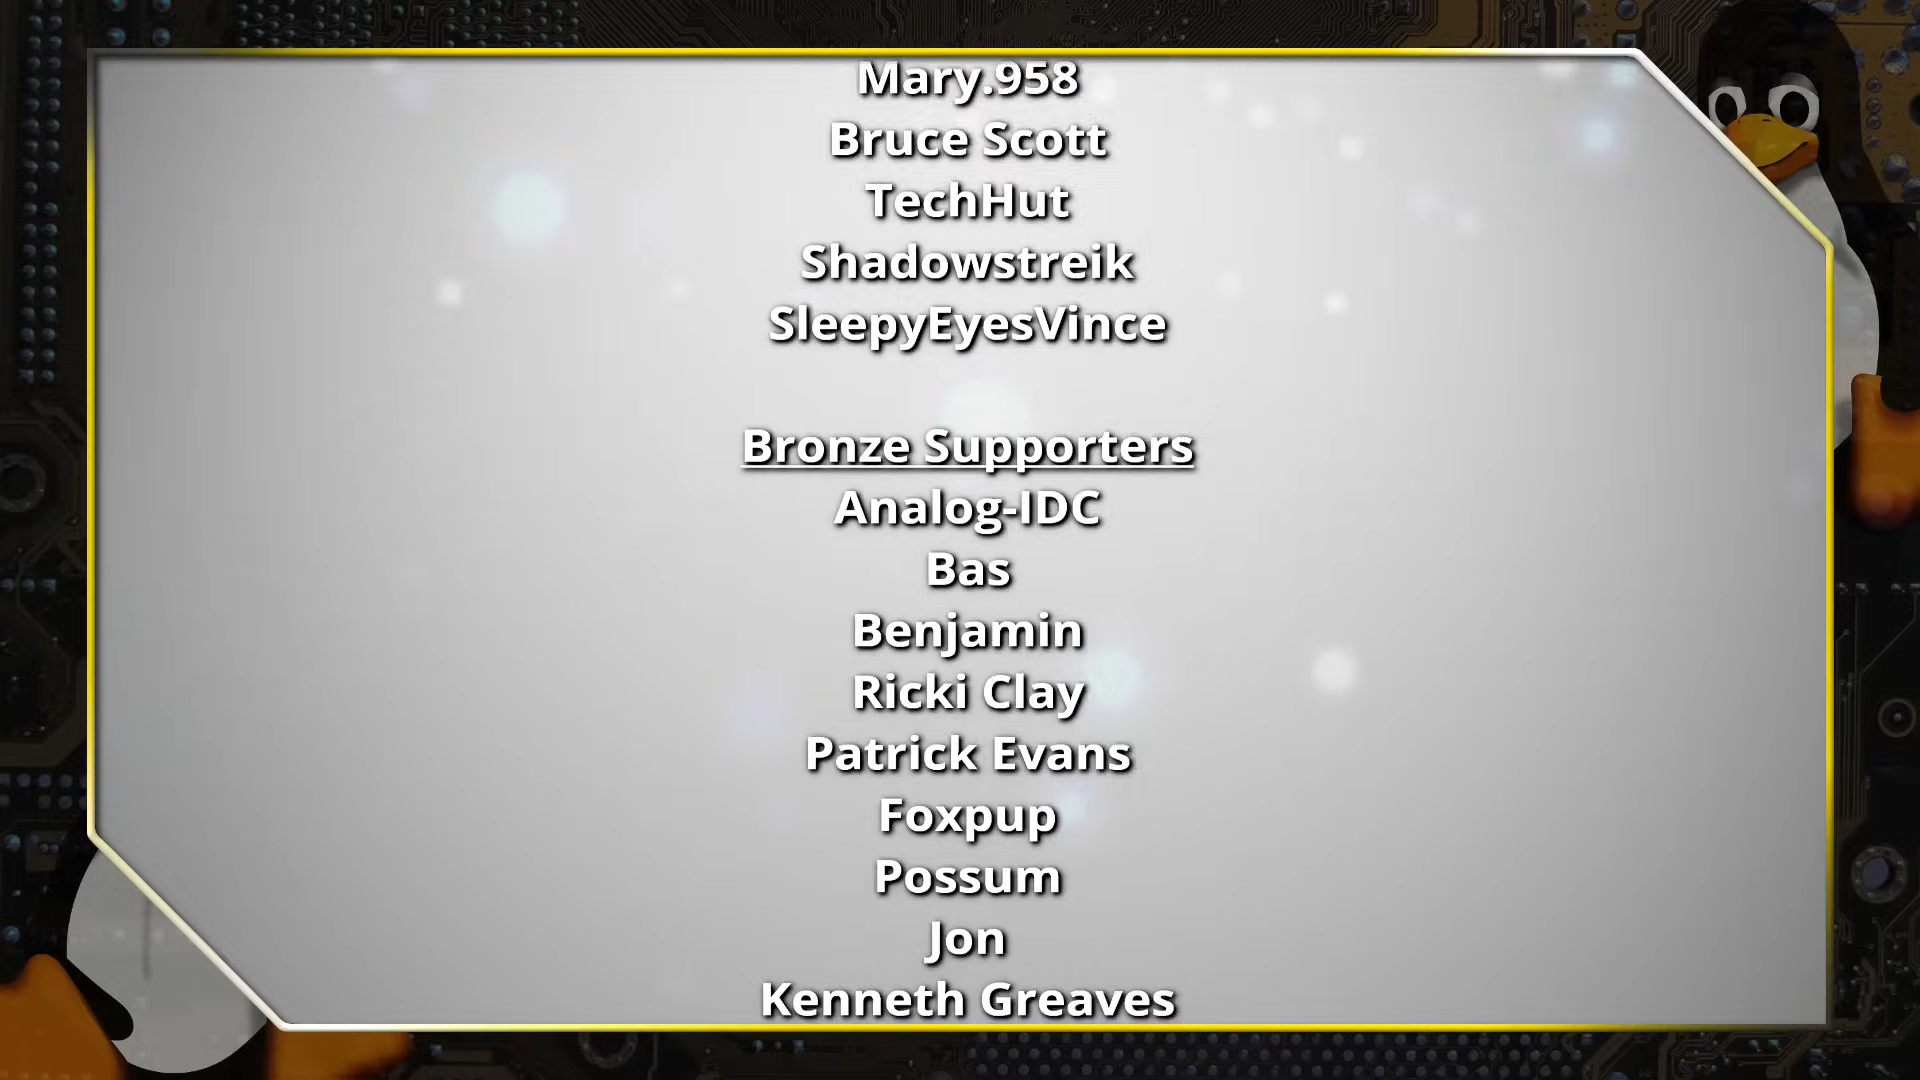 Mary.958
Bruce Scott
TechHut
Shadowstreik
SleepyEyesVince
Bronze Supporters
Analog-IDC
Bas
Benjamin
Ricki Clay
Patrick Evans
Foxpup
Possum
Jon
Kenneth Greaves